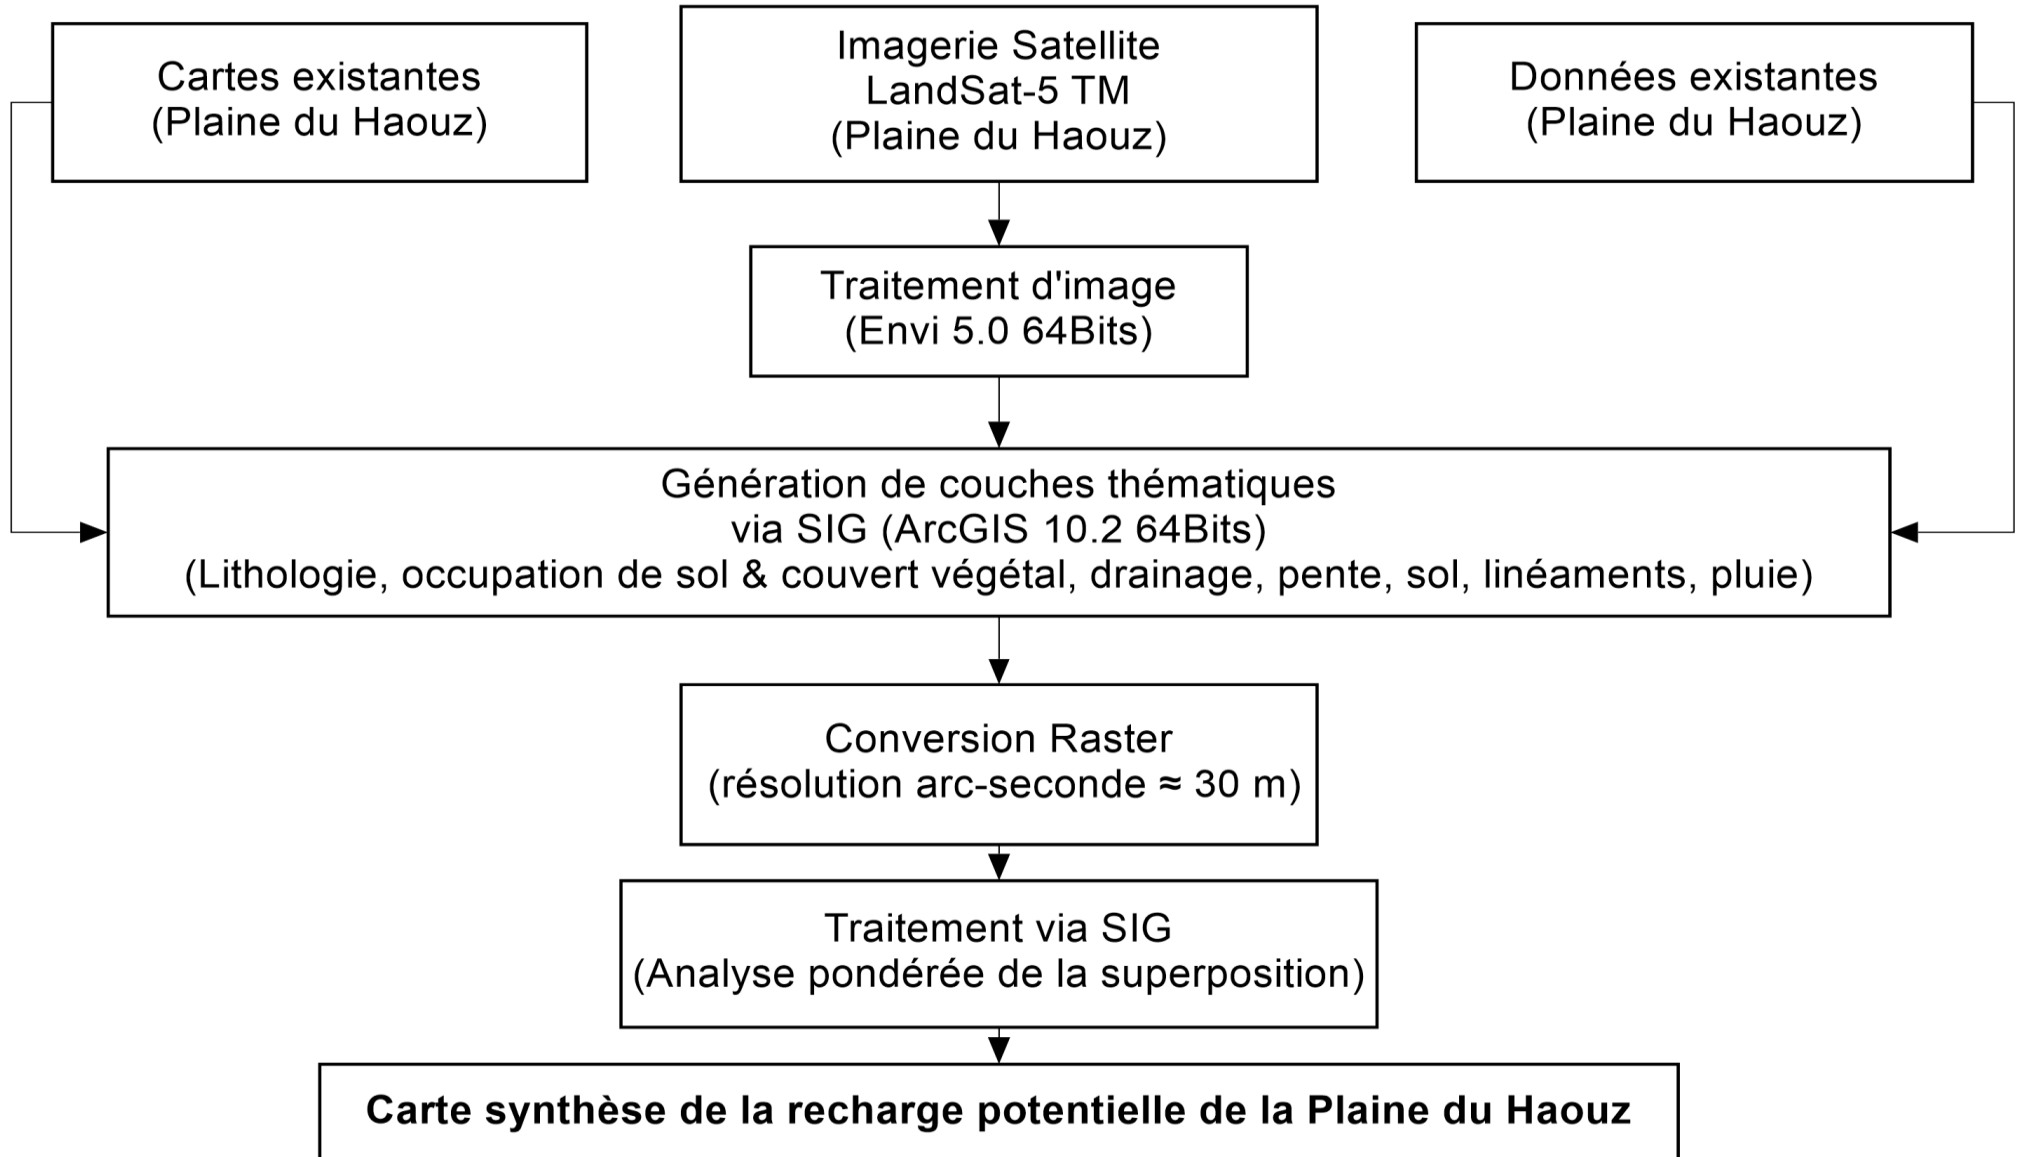 Cartes existantes
(Plaine du Haouz)
Imagerie Satellite
LandSat-5 TM
(Plaine du Haouz)
Données existantes
(Plaine du Haouz)
Traitement d'image
(Envi 5.0 64Bits)
Génération de couches thématiques
via SIG (ArcGIS 10.2 64Bits)
(Lithologie, occupation de sol & couvert végétal, drainage, pente, sol, linéaments, pluie)
Conversion Raster
(résolution arc-seconde ≈ 30 m)
Traitement via SIG
(Analyse pondérée de la superposition)
Carte synthèse de la recharge potentielle de la Plaine du Haouz